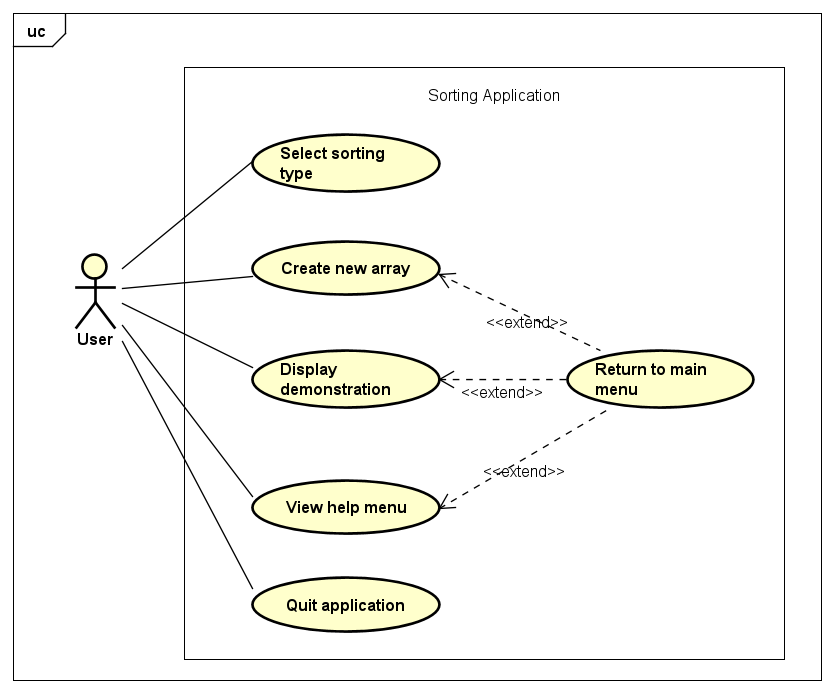 uc
Sorting Application
Select sorting
type
User
Create new array
<<extend>>
Display
demonstration
<<extend>>
Return to main
menu
<<extend>>
View help menu
Quit application